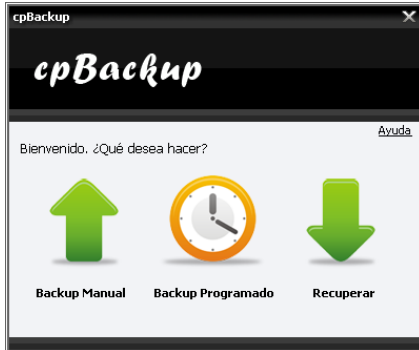 cpBackup
cpBackup
Ayuda
Bienvenido. ¿Qué desea hacer?
Backup Manual
Backup Programado
Recuperar